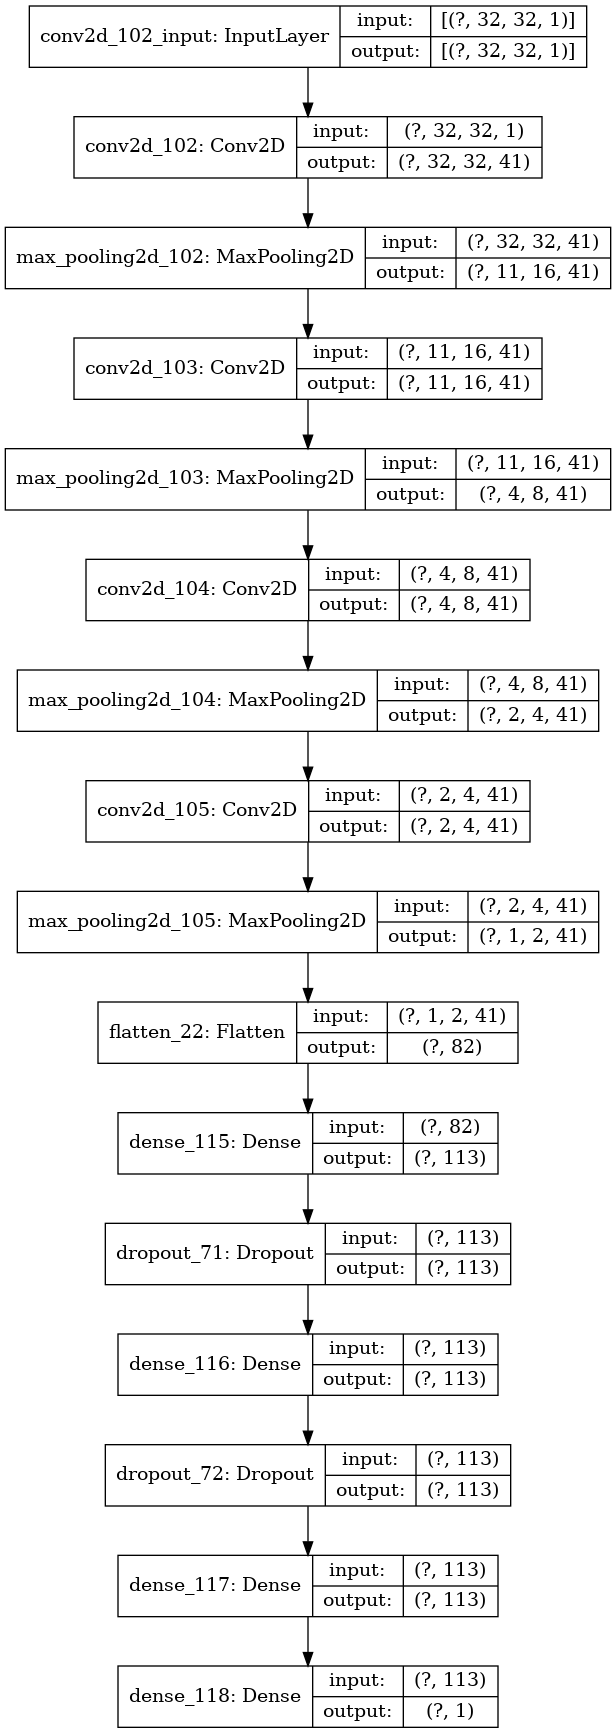 conv2d_102_input: InputLayer
input:
[(?, 32, 32, 1)]
output:
[(?, 32, 32, 1)]
conv2d_102: Conv2D
input:
(?, 32, 32, 1)
output:
(?, 32, 32, 41)
max_pooling2d_102: MaxPooling2D
input:
(?, 32, 32, 41)
output:
(?, 11, 16, 41)
conv2d_103: Conv2D
input:
(?, 11, 16, 41)
output:
(?, 11, 16, 41)
max_pooling2d_103: MaxPooling2D
input:
(?, 11, 16, 41)
output:
(?, 4, 8, 41)
conv2d_104: Conv2D
input:
(?, 4, 8, 41)
output:
(?, 4, 8, 41)
max_pooling2d_104: MaxPooling2D
input:
(?, 4, 8, 41)
output:
(?, 2, 4, 41)
conv2d_105: Conv2D
input:
(?, 2, 4, 41)
output:
(?, 2, 4, 41)
max_pooling2d_105: MaxPooling2D
input:
(?, 2, 4, 41)
output:
(?, 1, 2, 41)
flatten_22: Flatten
input:
(?, 1, 2, 41)
output:
(?, 82)
dense_115: Dense
input:
(?, 82)
output:
(?, 113)
dropout_71: Dropout
input:
(?, 113)
output:
(?, 113)
dense_116: Dense
input:
(?, 113)
output:
(?, 113)
dropout_72: Dropout
input:
(?, 113)
output:
(?, 113)
dense_117: Dense
input:
(?, 113)
output:
(?, 113)
dense_118: Dense
input:
(?, 113)
output:
(?, 1)